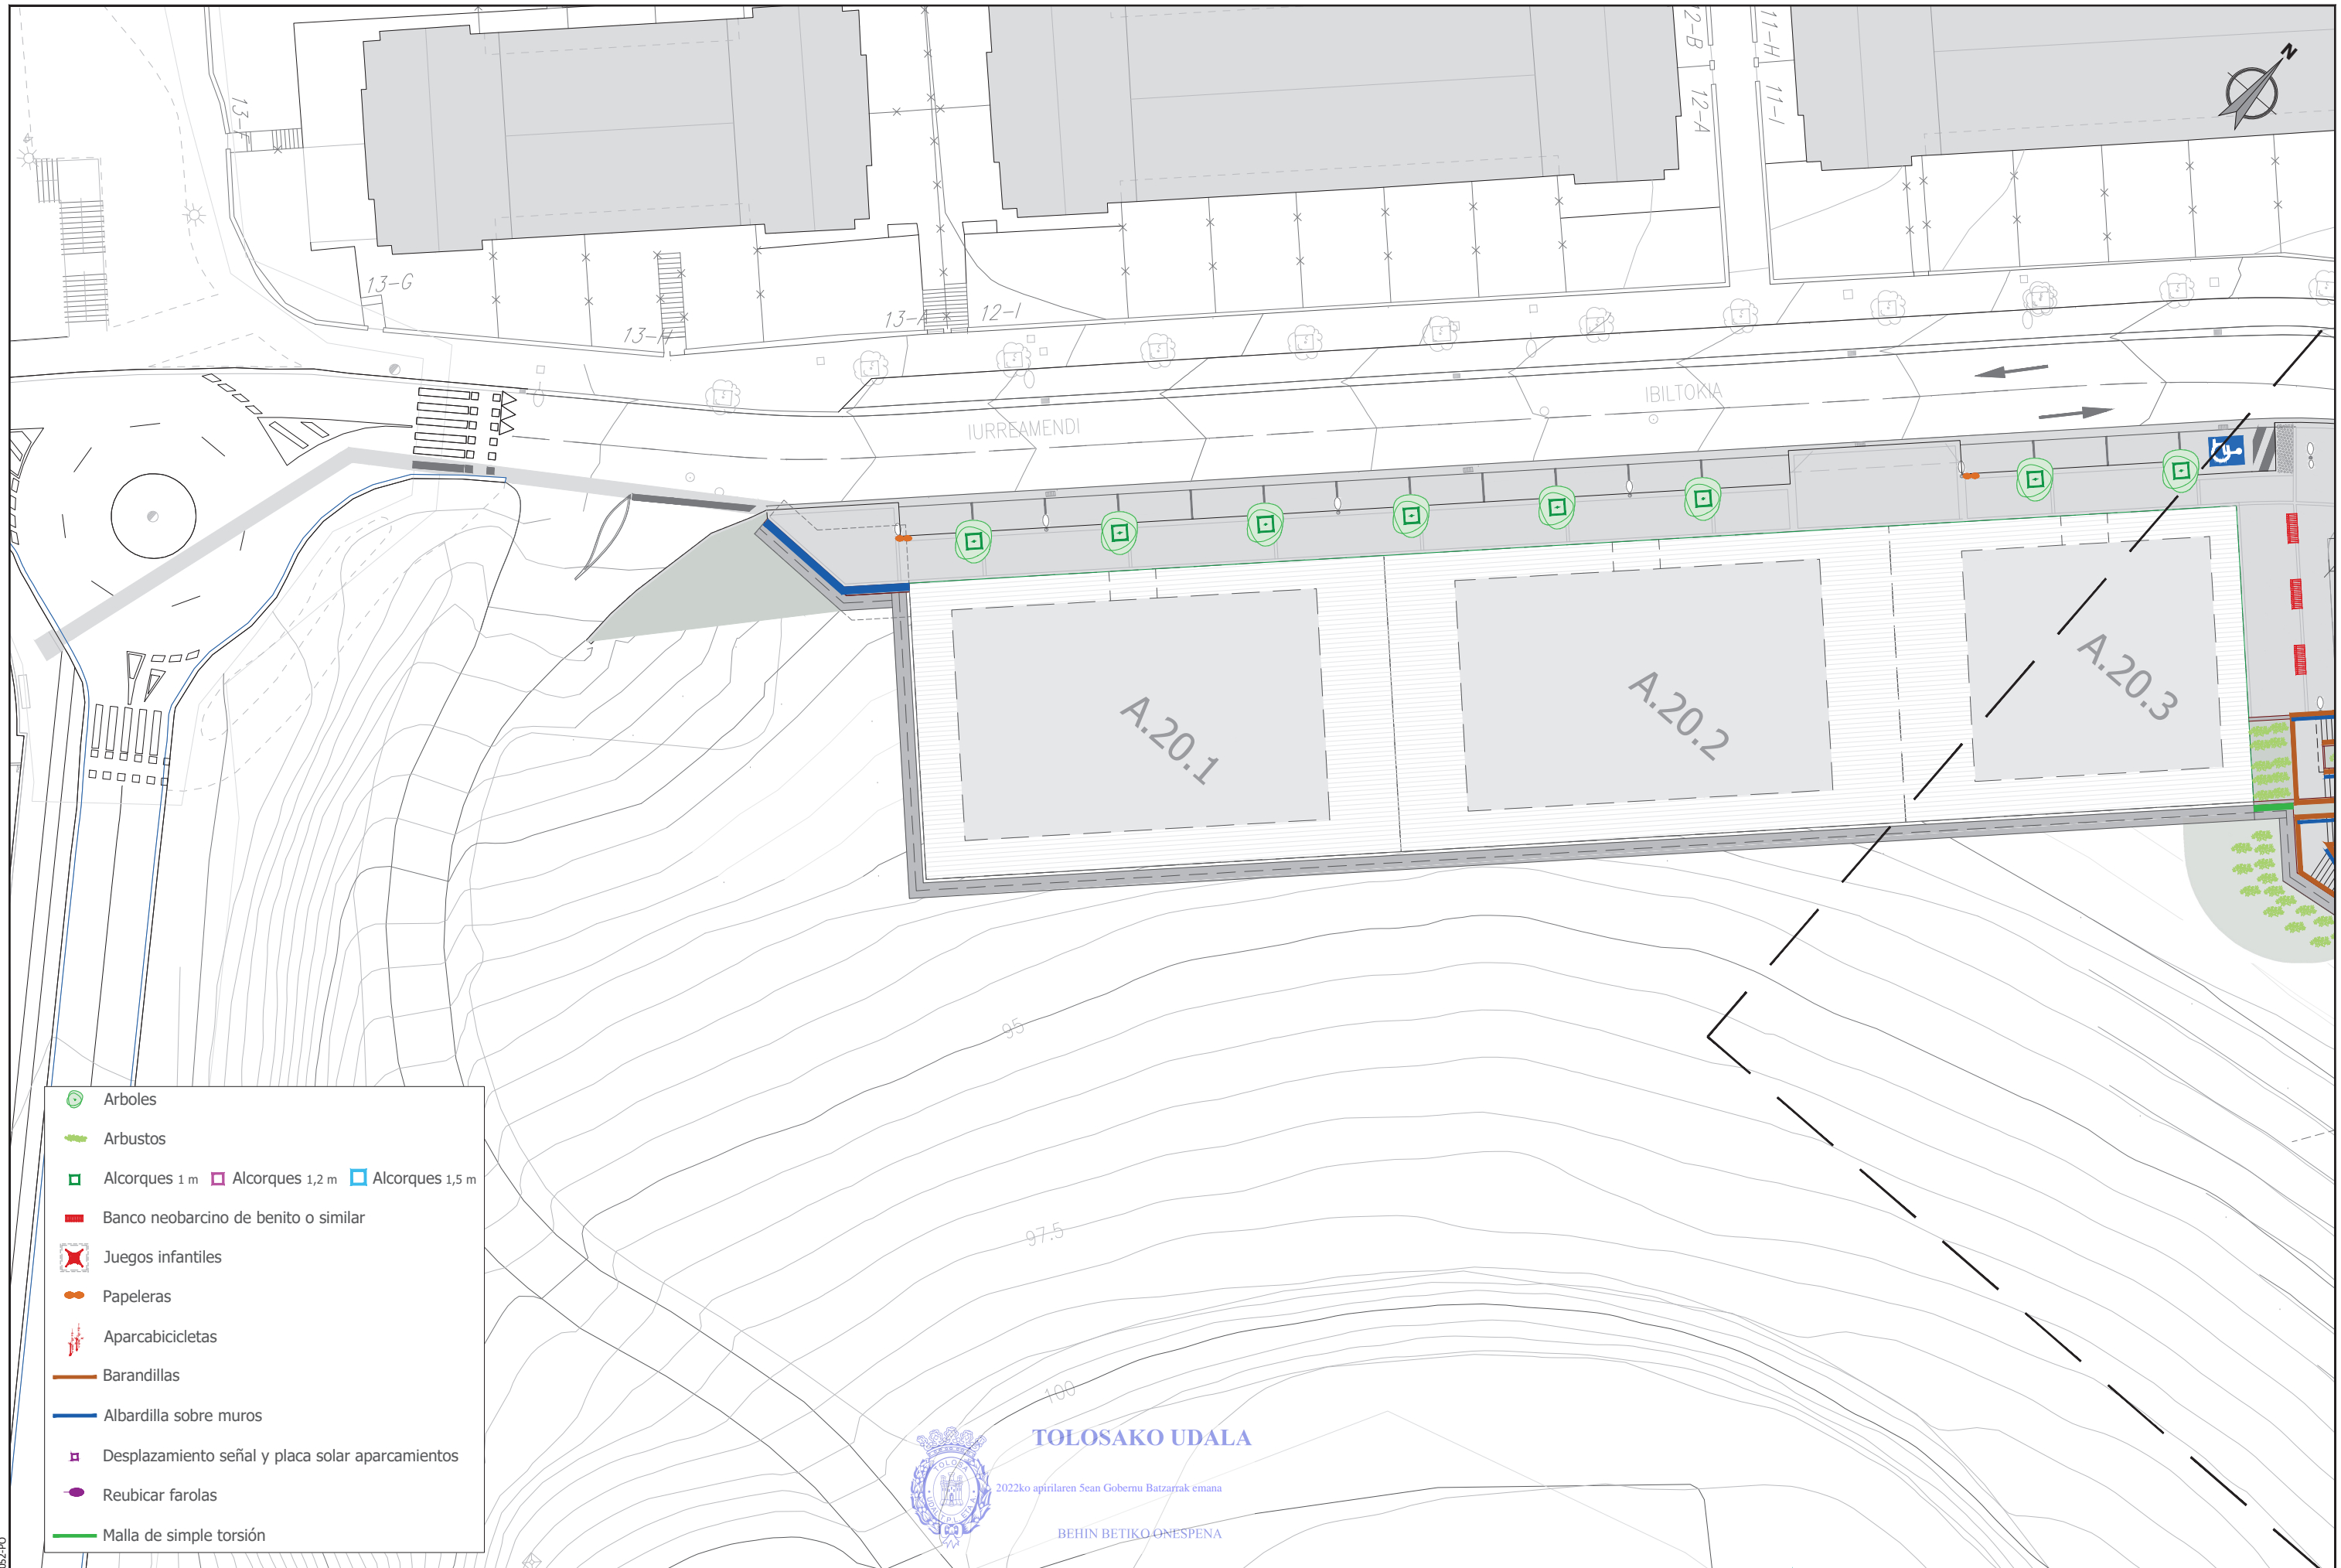 12-B
11-H
N
13-F
12-A
11-I
13-G
13-H
13-A
12-I
IBILTOKIA
IURREAMENDI
A.20.1
A.20.2
A.20.3
95
97.5
100
Arboles
Arbustos
Alcorques 1 m Alcorques 1,2 m Alcorques 1,5 m
Banco neobarcino de benito o similar
Juegos infantiles
Papeleras
Aparcabicicletas
Barandillas
Albardilla sobre muros
Desplazamiento señal y placa solar aparcamientos
Reubicar farolas
Malla de simple torsión
TOLOSAKO UDALA
2022ko apirilaren 5ean Gobernu Batzarrak emana
BEHIN BETIKO ONESPENA
TOLOSA